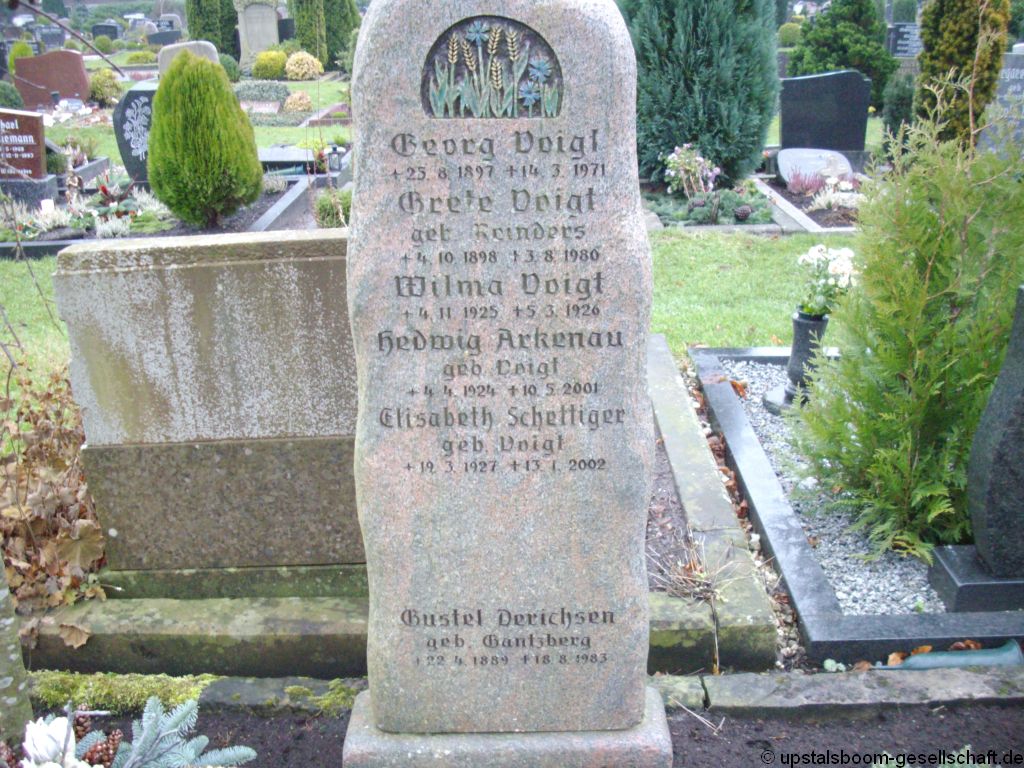 Georg Voigt
+25. 8. 1897 +14. 3. 1971
Grete Voigt
geb. Reinders
+4. 10. 1898 +3. 8. 1980
Wilma Voigt
+4. 11. 1925 +5. 3. 1926
Hedwig Arkenau
geb. Voigt
+4. 4. 1924 +10. 5. 2001
Elisabeth Schettiger
geb. Voigt
+19. 3. 1927 +13. 1. 2002
Gustel Derichsen
geb. Gantzberg
+22. 4. 1889 +18. 8. 1983
© upstalsboom-gesellschaft.de